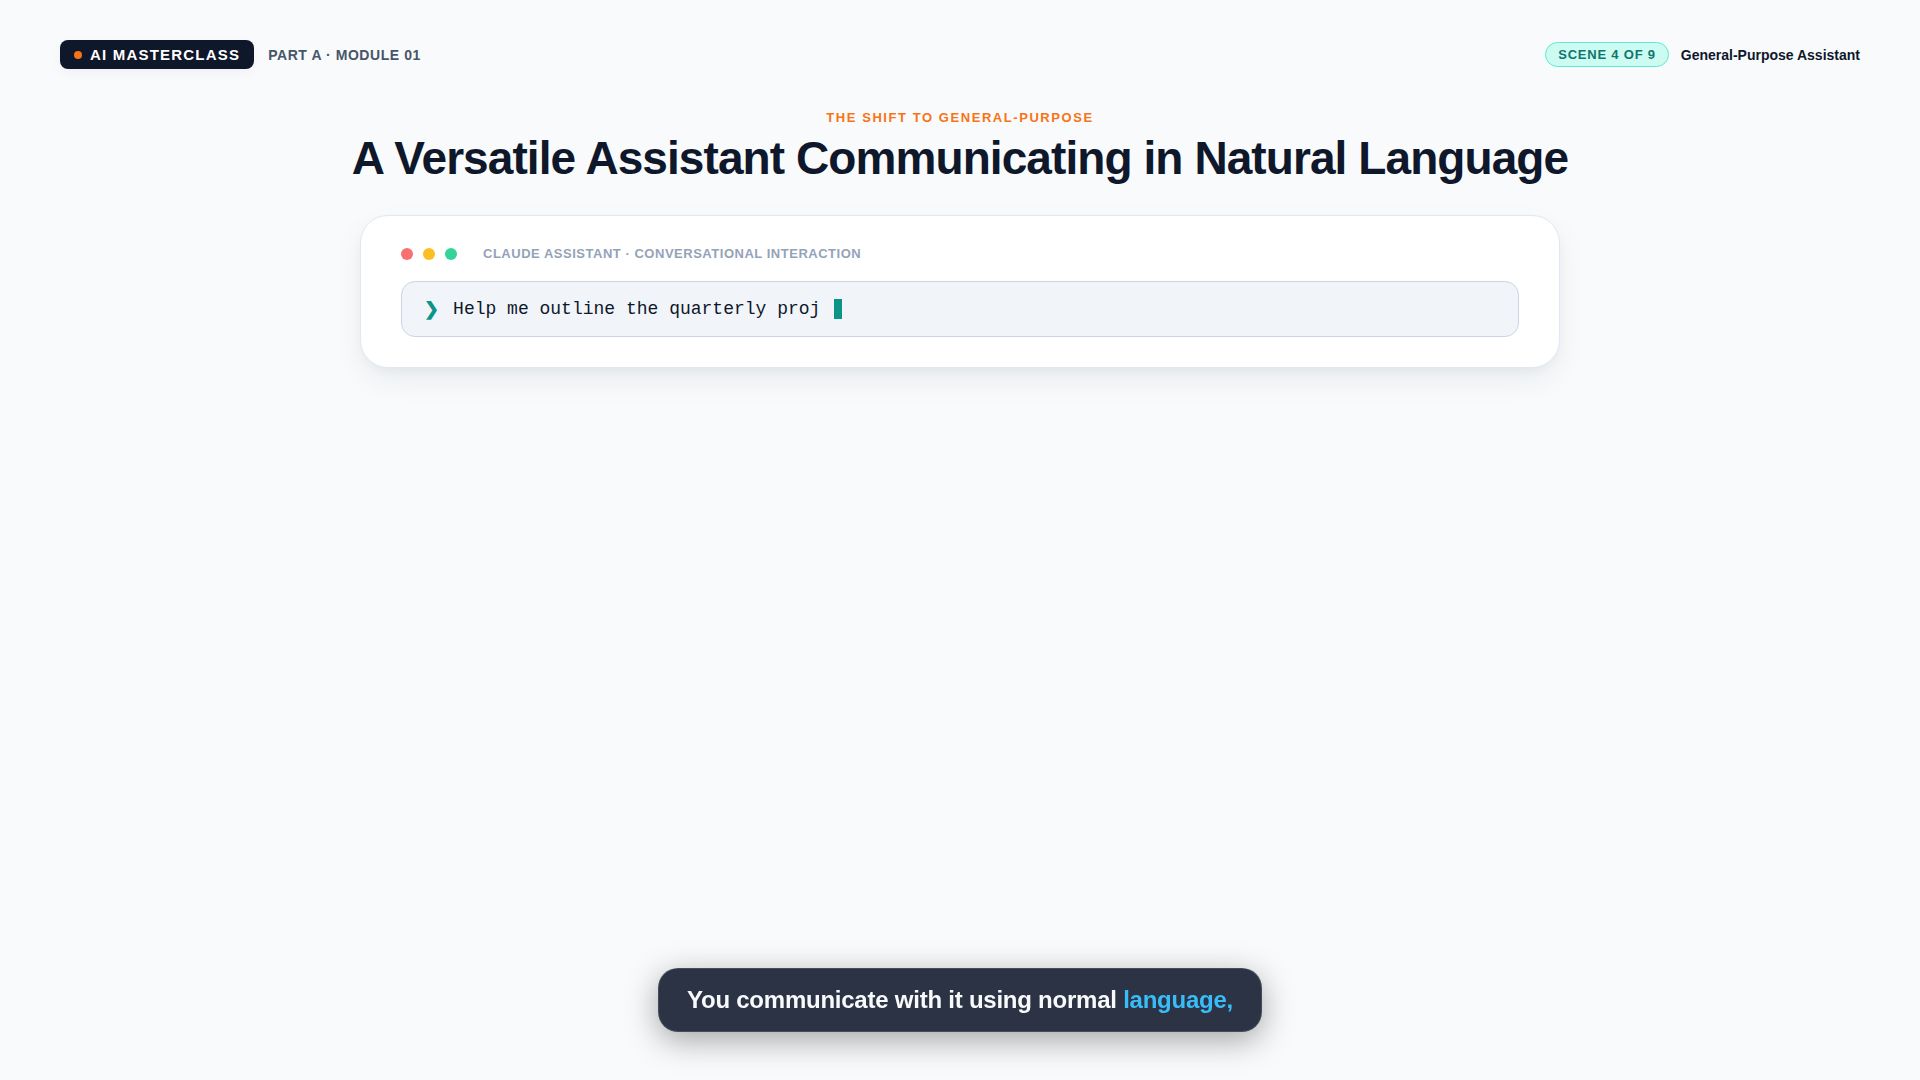 AI MASTERCLASS PART A · MODULE 01
SCENE 4 OF 9 General-Purpose Assistant
THE SHIFT TO GENERAL-PURPOSE
A Versatile Assistant Communicating in Natural Language
CLAUDE ASSISTANT · CONVERSATIONAL INTERACTION
❯ Help me outline the quarterly proj
You communicate with it using normal language,